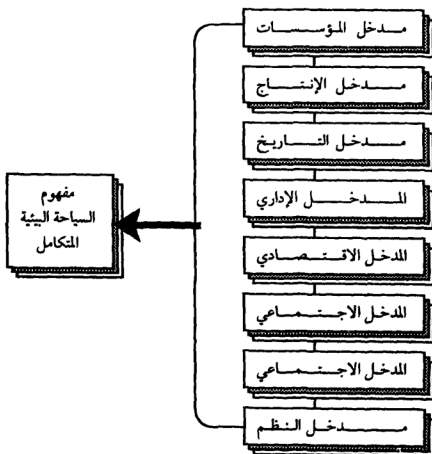 مدخل المؤسسات
مدخل الإنتاج
مدخل التاريخ
المدخل الإداري
المدخل الاقتصادي
المدخل الاجتماعي
المدخل الاجتماعي
مدخل النظم
مفهوم
السياحة البيئية
المتكامل